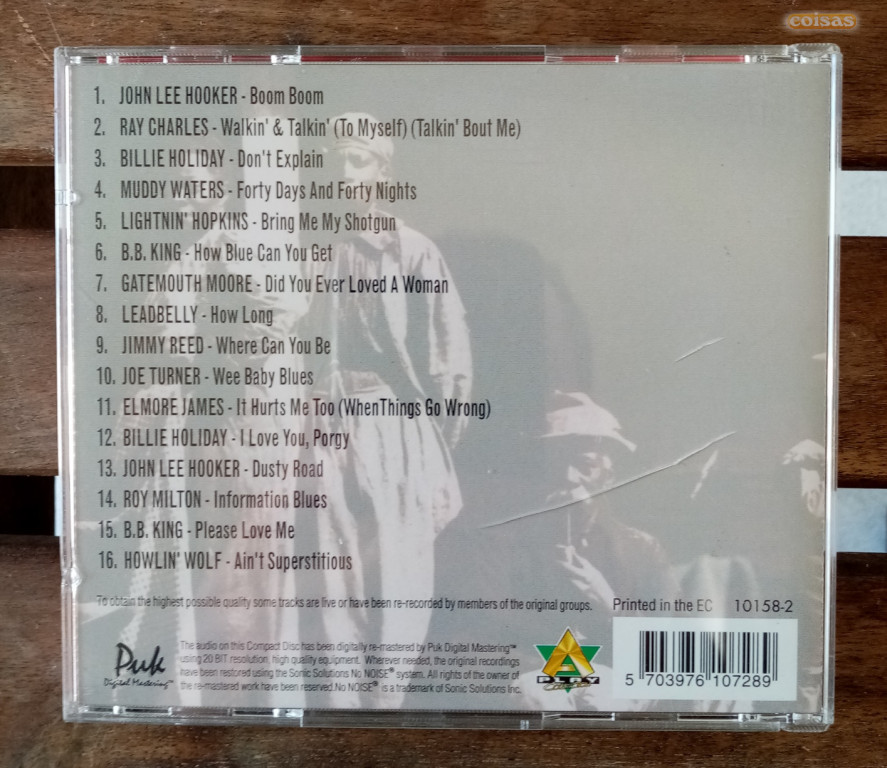 coisas
1. JOHN LEE HOOKER - Boom Boom
2. RAY CHARLES - Walkin' & Talkin' (To Myself) (Talkin' Bout Me)
3. BILLIE HOLIDAY - Don't Explain
4. MUDDY WATERS - Forty Days And Forty Nights
5. LIGHTNIN' HOPKINS - Bring Me My Shotgun
6. B.B. KING - How Blue Can You Get
7. GATEMOUTH MOORE - Did You Ever Loved A Woman
8. LEADBELLY - How Long
9. JIMMY REED - Where Can You Be
10. JOE TURNER - Wee Baby Blues
11. ELMORE JAMES - It Hurts Me Too (WhenThings Go Wrong)
12. BILLIE HOLIDAY - I Love You, Porgy
13. JOHN LEE HOOKER - Dusty Road
14. ROY MILTON - Information Blues
15. B.B. KING - Please Love Me
16. HOWLIN' WOLF - Ain't Superstitious
To obtain the highest possible quality some tracks are live or have been re-recorded by members of the original groups.
Printed in the EC 10158-2
Puk
Digital Mastering™
The audio on this Compact Disc has been digitally re-mastered by Puk Digital Mastering™
using 20 BIT resolution, high quality equipment. Wherever needed, the original recordings
have been restored using the Sonic Solutions No NOISE® system. All rights of the owner of
the re-mastered work have been reserved.No NOISE® is a trademark of Sonic Solutions Inc.
A
PLAY
5 703976 107289